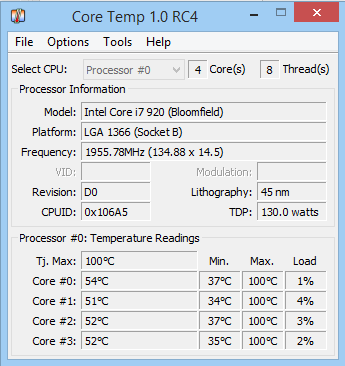 Core Temp 1.0 RC4
File Options Tools Help
Select CPU: Processor #0 4 Core(s) 8 Thread(s)
Processor Information
Model: Intel Core i7 920 (Bloomfield)
Platform: LGA 1366 (Socket B)
Frequency: 1955.78MHz (134.88 x 14.5)
VID: Modulation:
Revision: D0 Lithography: 45 nm
CPUID: 0x106A5 TDP: 130.0 watts
Processor #0: Temperature Readings
Tj. Max: 100°C Min. Max. Load
Core #0: 54°C 37°C 100°C 1%
Core #1: 51°C 34°C 100°C 4%
Core #2: 52°C 37°C 100°C 3%
Core #3: 52°C 35°C 100°C 2%